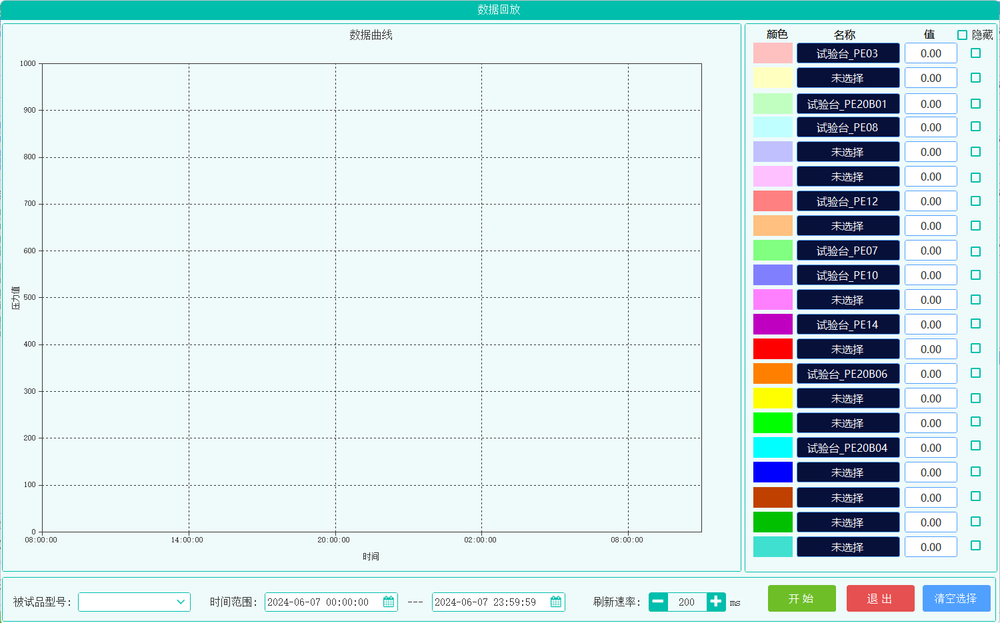 数据回放
数据曲线
1000
900
800
700
600
500
400
300
200
100
0
压力值
08:00:00 14:00:00 20:00:00 02:00:00 08:00:00
时间
颜色 名称 值 隐藏
试验台_PE03 0.00
未选择 0.00
试验台_PE20B01 0.00
试验台_PE08 0.00
未选择 0.00
未选择 0.00
试验台_PE12 0.00
未选择 0.00
试验台_PE07 0.00
试验台_PE10 0.00
未选择 0.00
试验台_PE14 0.00
未选择 0.00
试验台_PE20B06 0.00
未选择 0.00
未选择 0.00
试验台_PE20B04 0.00
未选择 0.00
未选择 0.00
未选择 0.00
未选择 0.00
被试品型号: 时间范围: 2024-06-07 00:00:00 --- 2024-06-07 23:59:59 刷新速率: 200 ms 开 始 退 出 清空选择